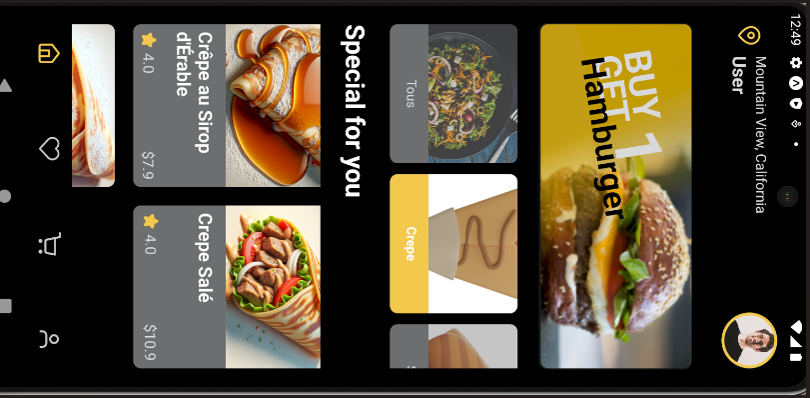 12:49
Mountain View, California
User
BUY 1
GET
Hamburger
Tous
Crepe
Special for you
Crêpe au Sirop
d'Érable
4.0
$7.9
Crepe Salé
4.0
$10.9